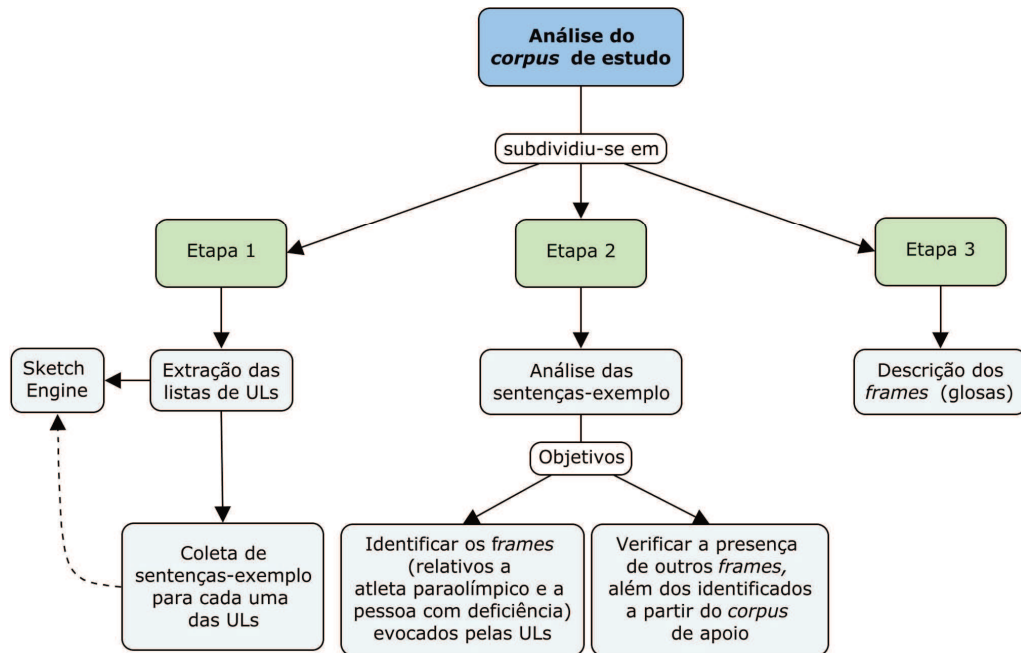 Análise do
corpus de estudo
subdividiu-se em
Etapa 1
Etapa 2
Etapa 3
Sketch
Engine
Extração das
listas de ULs
Análise das
sentenças-exemplo
Descrição dos
frames (glosas)
Objetivos
Coleta de
sentenças-exemplo
para cada uma
das ULs
Identificar os frames
(relativos a
atleta paraolímpico e a
pessoa com deficiência)
evocados pelas ULs
Verificar a presença
de outros frames,
além dos identificados
a partir do corpus
de apoio